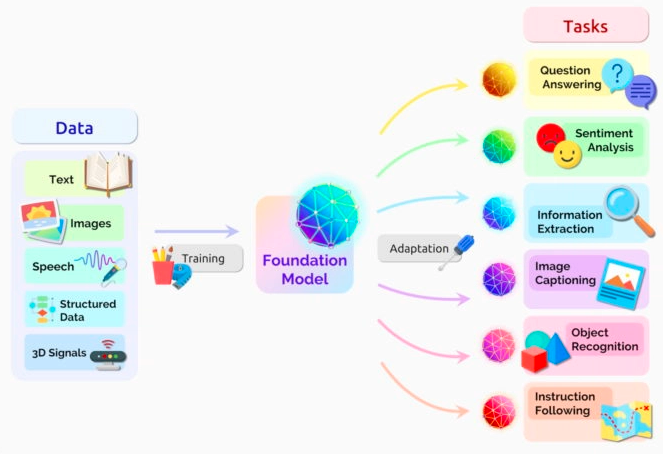 Data
Text
Images
Speech
Structured
Data
3D Signals
Training
Foundation
Model
Adaptation
Tasks
Question
Answering
Sentiment
Analysis
Information
Extraction
Image
Captioning
Object
Recognition
Instruction
Following